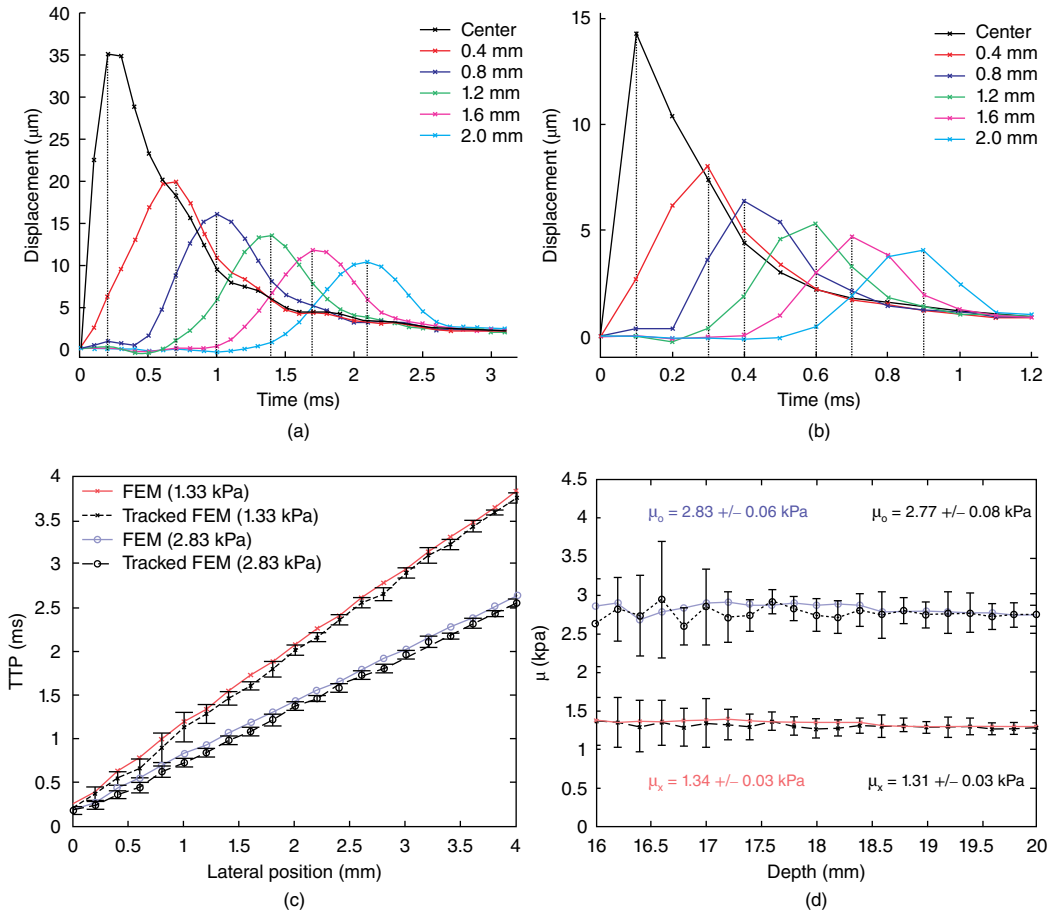 40
35
30
25
20
15
10
5
0
Displacement (μm)
0
0.5
1
1.5
2
2.5
3
Time (ms)
Center
0.4 mm
0.8 mm
1.2 mm
1.6 mm
2.0 mm
(a)
15
10
5
0
Displacement (μm)
0
0.2
0.4
0.6
0.8
1
1.2
Time (ms)
Center
0.4 mm
0.8 mm
1.2 mm
1.6 mm
2.0 mm
(b)
4
3.5
3
2.5
2
1.5
1
0.5
0
TTP (ms)
FEM (1.33 kPa)
Tracked FEM (1.33 kPa)
FEM (2.83 kPa)
Tracked FEM (2.83 kPa)
0
0.5
1
1.5
2
2.5
3
3.5
4
Lateral position (mm)
(c)
4.5
4
3.5
3
2.5
2
1.5
1
0.5
0
μ (kpa)
μo = 2.83 +/− 0.06 kPa
μo = 2.77 +/− 0.08 kPa
μx = 1.34 +/− 0.03 kPa
μx = 1.31 +/− 0.03 kPa
16
16.5
17
17.5
18
18.5
19
19.5
20
Depth (mm)
(d)